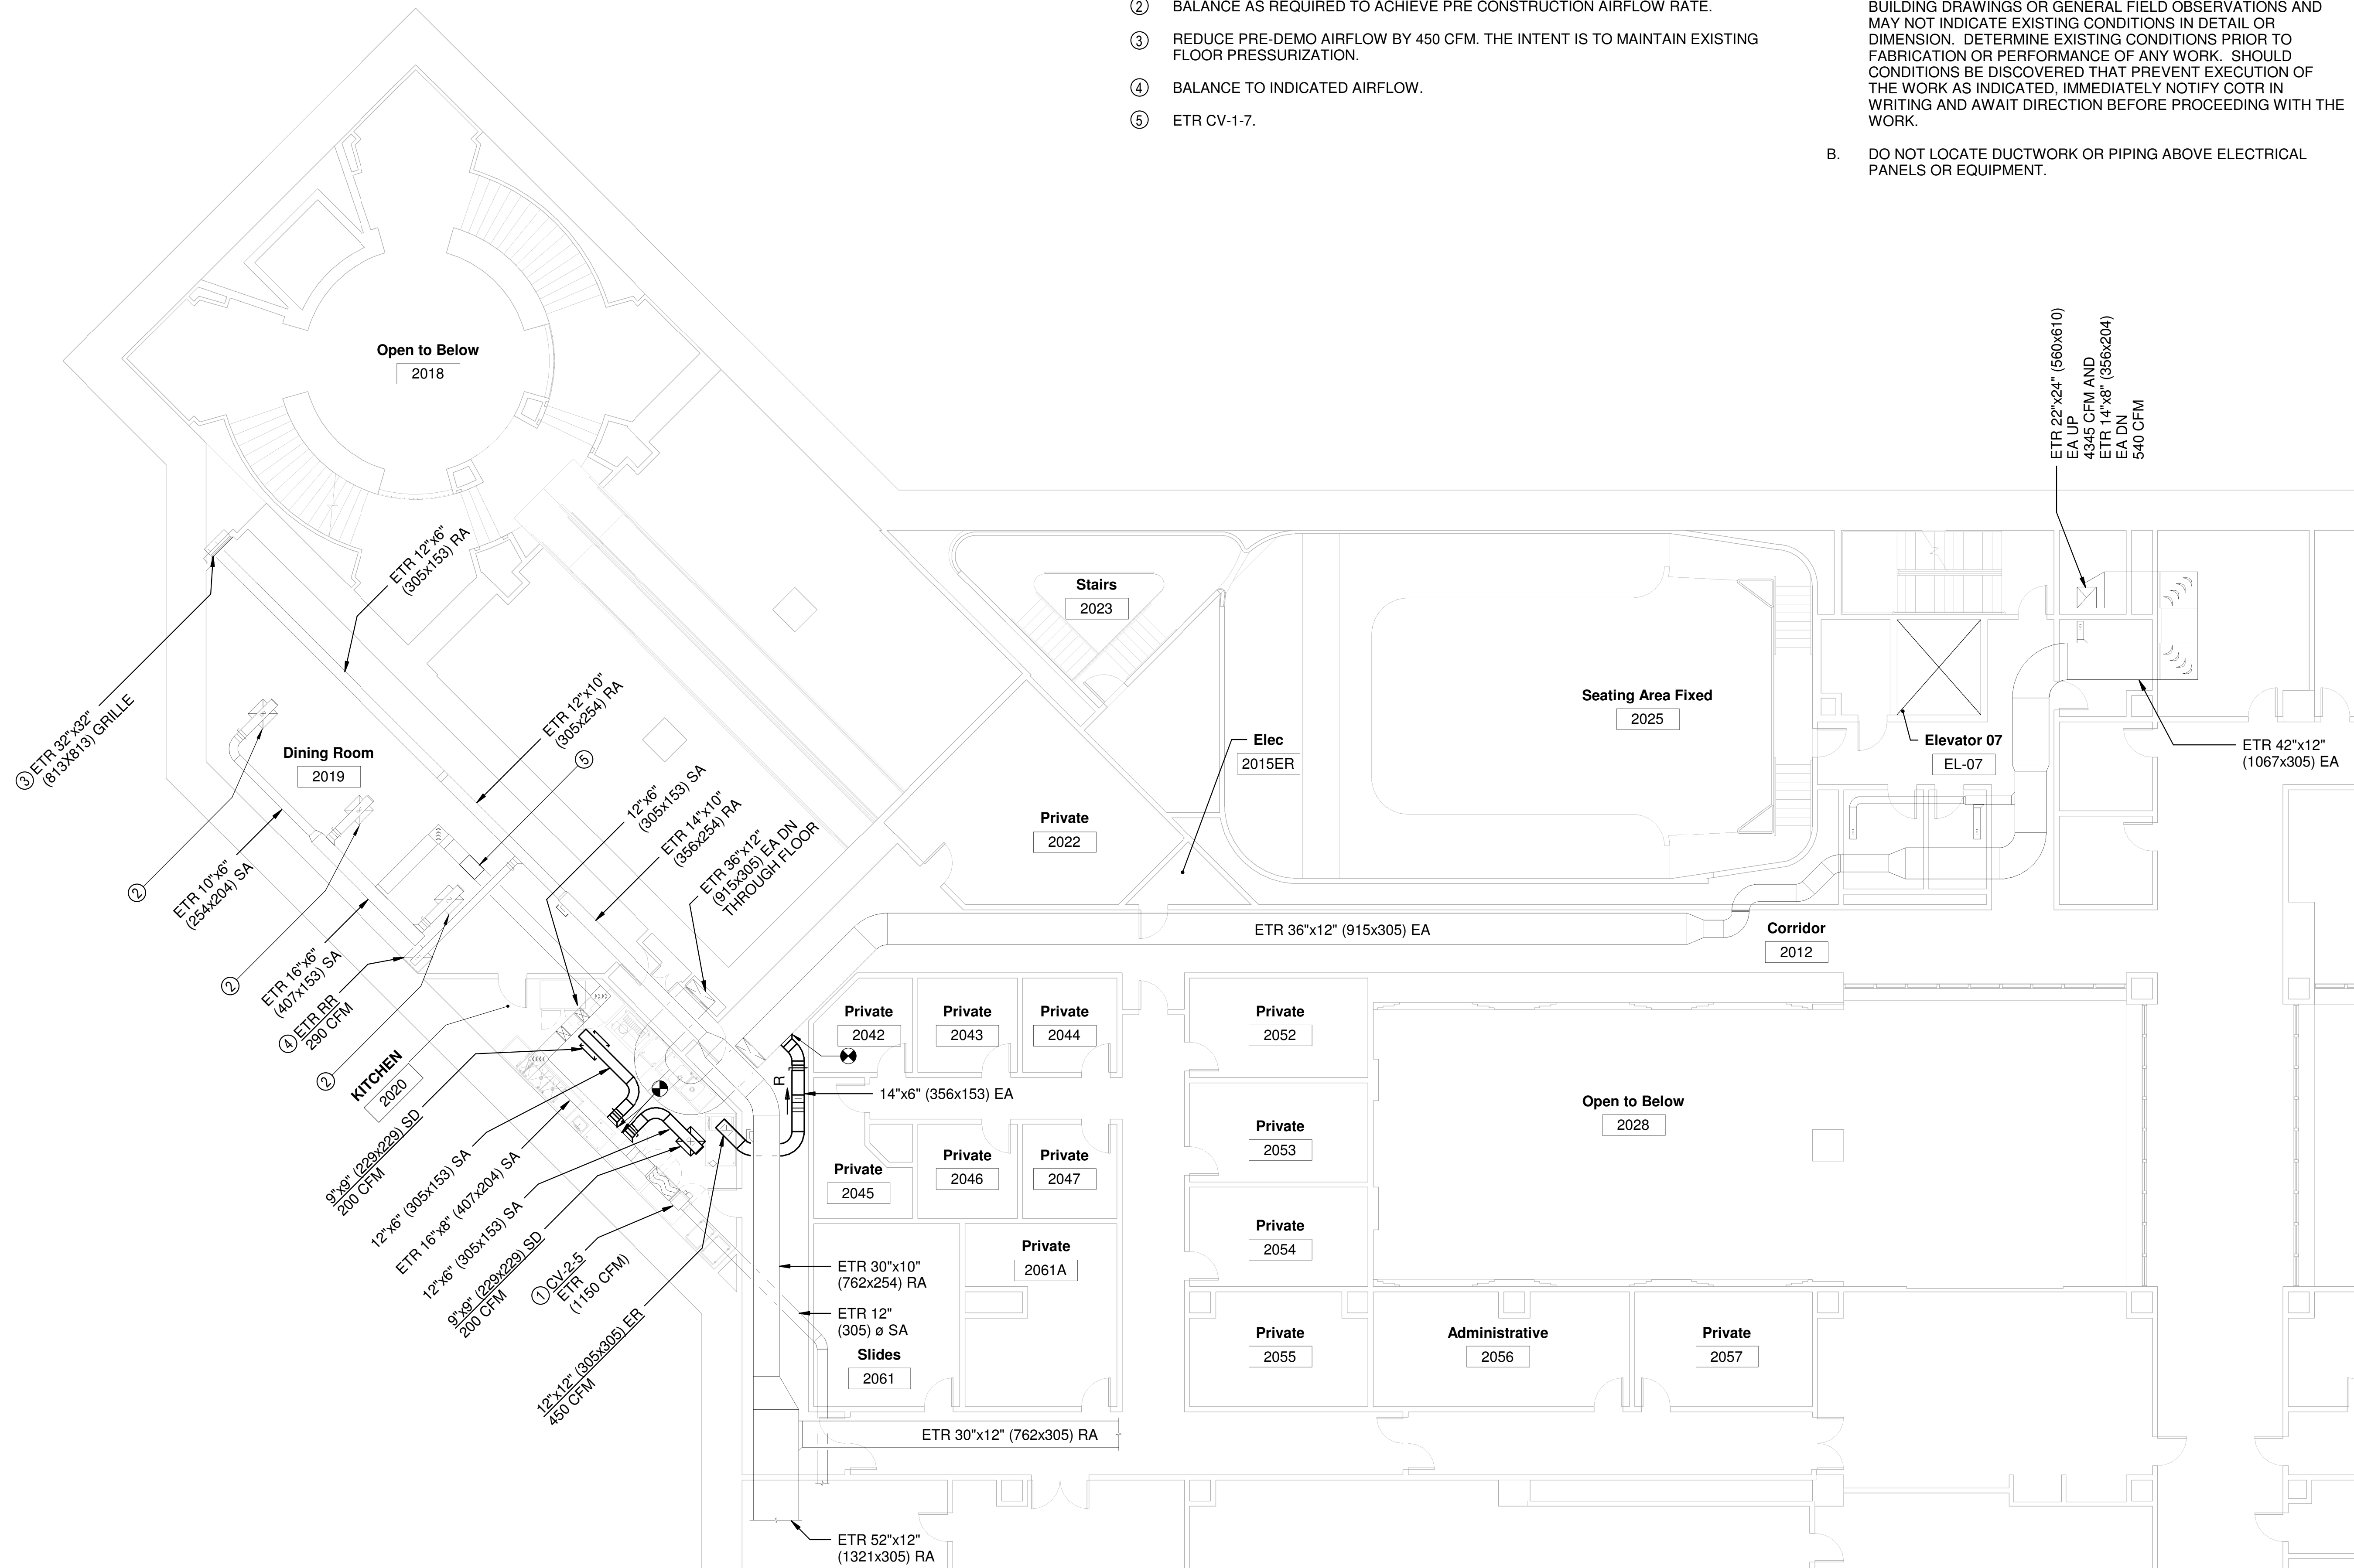 ② BALANCE AS REQUIRED TO ACHIEVE PRE CONSTRUCTION AIRFLOW RATE.
③ REDUCE PRE-DEMO AIRFLOW BY 450 CFM. THE INTENT IS TO MAINTAIN EXISTING
FLOOR PRESSURIZATION.
④ BALANCE TO INDICATED AIRFLOW.
⑤ ETR CV-1-7.
BUILDING DRAWINGS OR GENERAL FIELD OBSERVATIONS AND
MAY NOT INDICATE EXISTING CONDITIONS IN DETAIL OR
DIMENSION. DETERMINE EXISTING CONDITIONS PRIOR TO
FABRICATION OR PERFORMANCE OF ANY WORK. SHOULD
CONDITIONS BE DISCOVERED THAT PREVENT EXECUTION OF
THE WORK AS INDICATED, IMMEDIATELY NOTIFY COTR IN
WRITING AND AWAIT DIRECTION BEFORE PROCEEDING WITH THE
WORK.
B. DO NOT LOCATE DUCTWORK OR PIPING ABOVE ELECTRICAL
PANELS OR EQUIPMENT.
Open to Below
2018
ETR 22"x24" (560x610)
EA UP
4345 CFM AND
ETR 14"x8" (356x204)
EA DN
540 CFM
ETR 12"x6"
(305x153) RA
Stairs
2023
Seating Area Fixed
2025
Elec
2015ER
Elevator 07
EL-07
ETR 42"x12"
(1067x305) EA
③ ETR 32"x32"
(813X813) GRILLE
Dining Room
2019
ETR 12"x10"
(305x254) RA
⑤
12"x6"
(305x153) SA
ETR 14"x10"
(356x254) RA
ETR 36"x12"
(915x305) EA DN
THROUGH FLOOR
Private
2022
②
ETR 10"x6"
(254x204) SA
②
ETR 16"x6"
(407x153) SA
④ ETR RR
290 CFM
②
ETR 36"x12" (915x305) EA
Corridor
2012
KITCHEN
2020
Private
2042
Private
2043
Private
2044
Private
2052
R
14"x6" (356x153) EA
Open to Below
2028
9"x9" (229x229) SD
200 CFM
12"x6" (305x153) SA
ETR 16"x8" (407x204) SA
12"x6" (305x153) SA
9"x9" (229x229) SD
200 CFM
① CV-2-5
ETR
(1150 CFM)
12"x12" (305x305) ER
450 CFM
Private
2045
Private
2046
Private
2047
Private
2053
Private
2054
Private
2061A
ETR 30"x10"
(762x254) RA
ETR 12"
(305) ø SA
Slides
2061
Private
2055
Administrative
2056
Private
2057
ETR 30"x12" (762x305) RA
ETR 52"x12"
(1321x305) RA